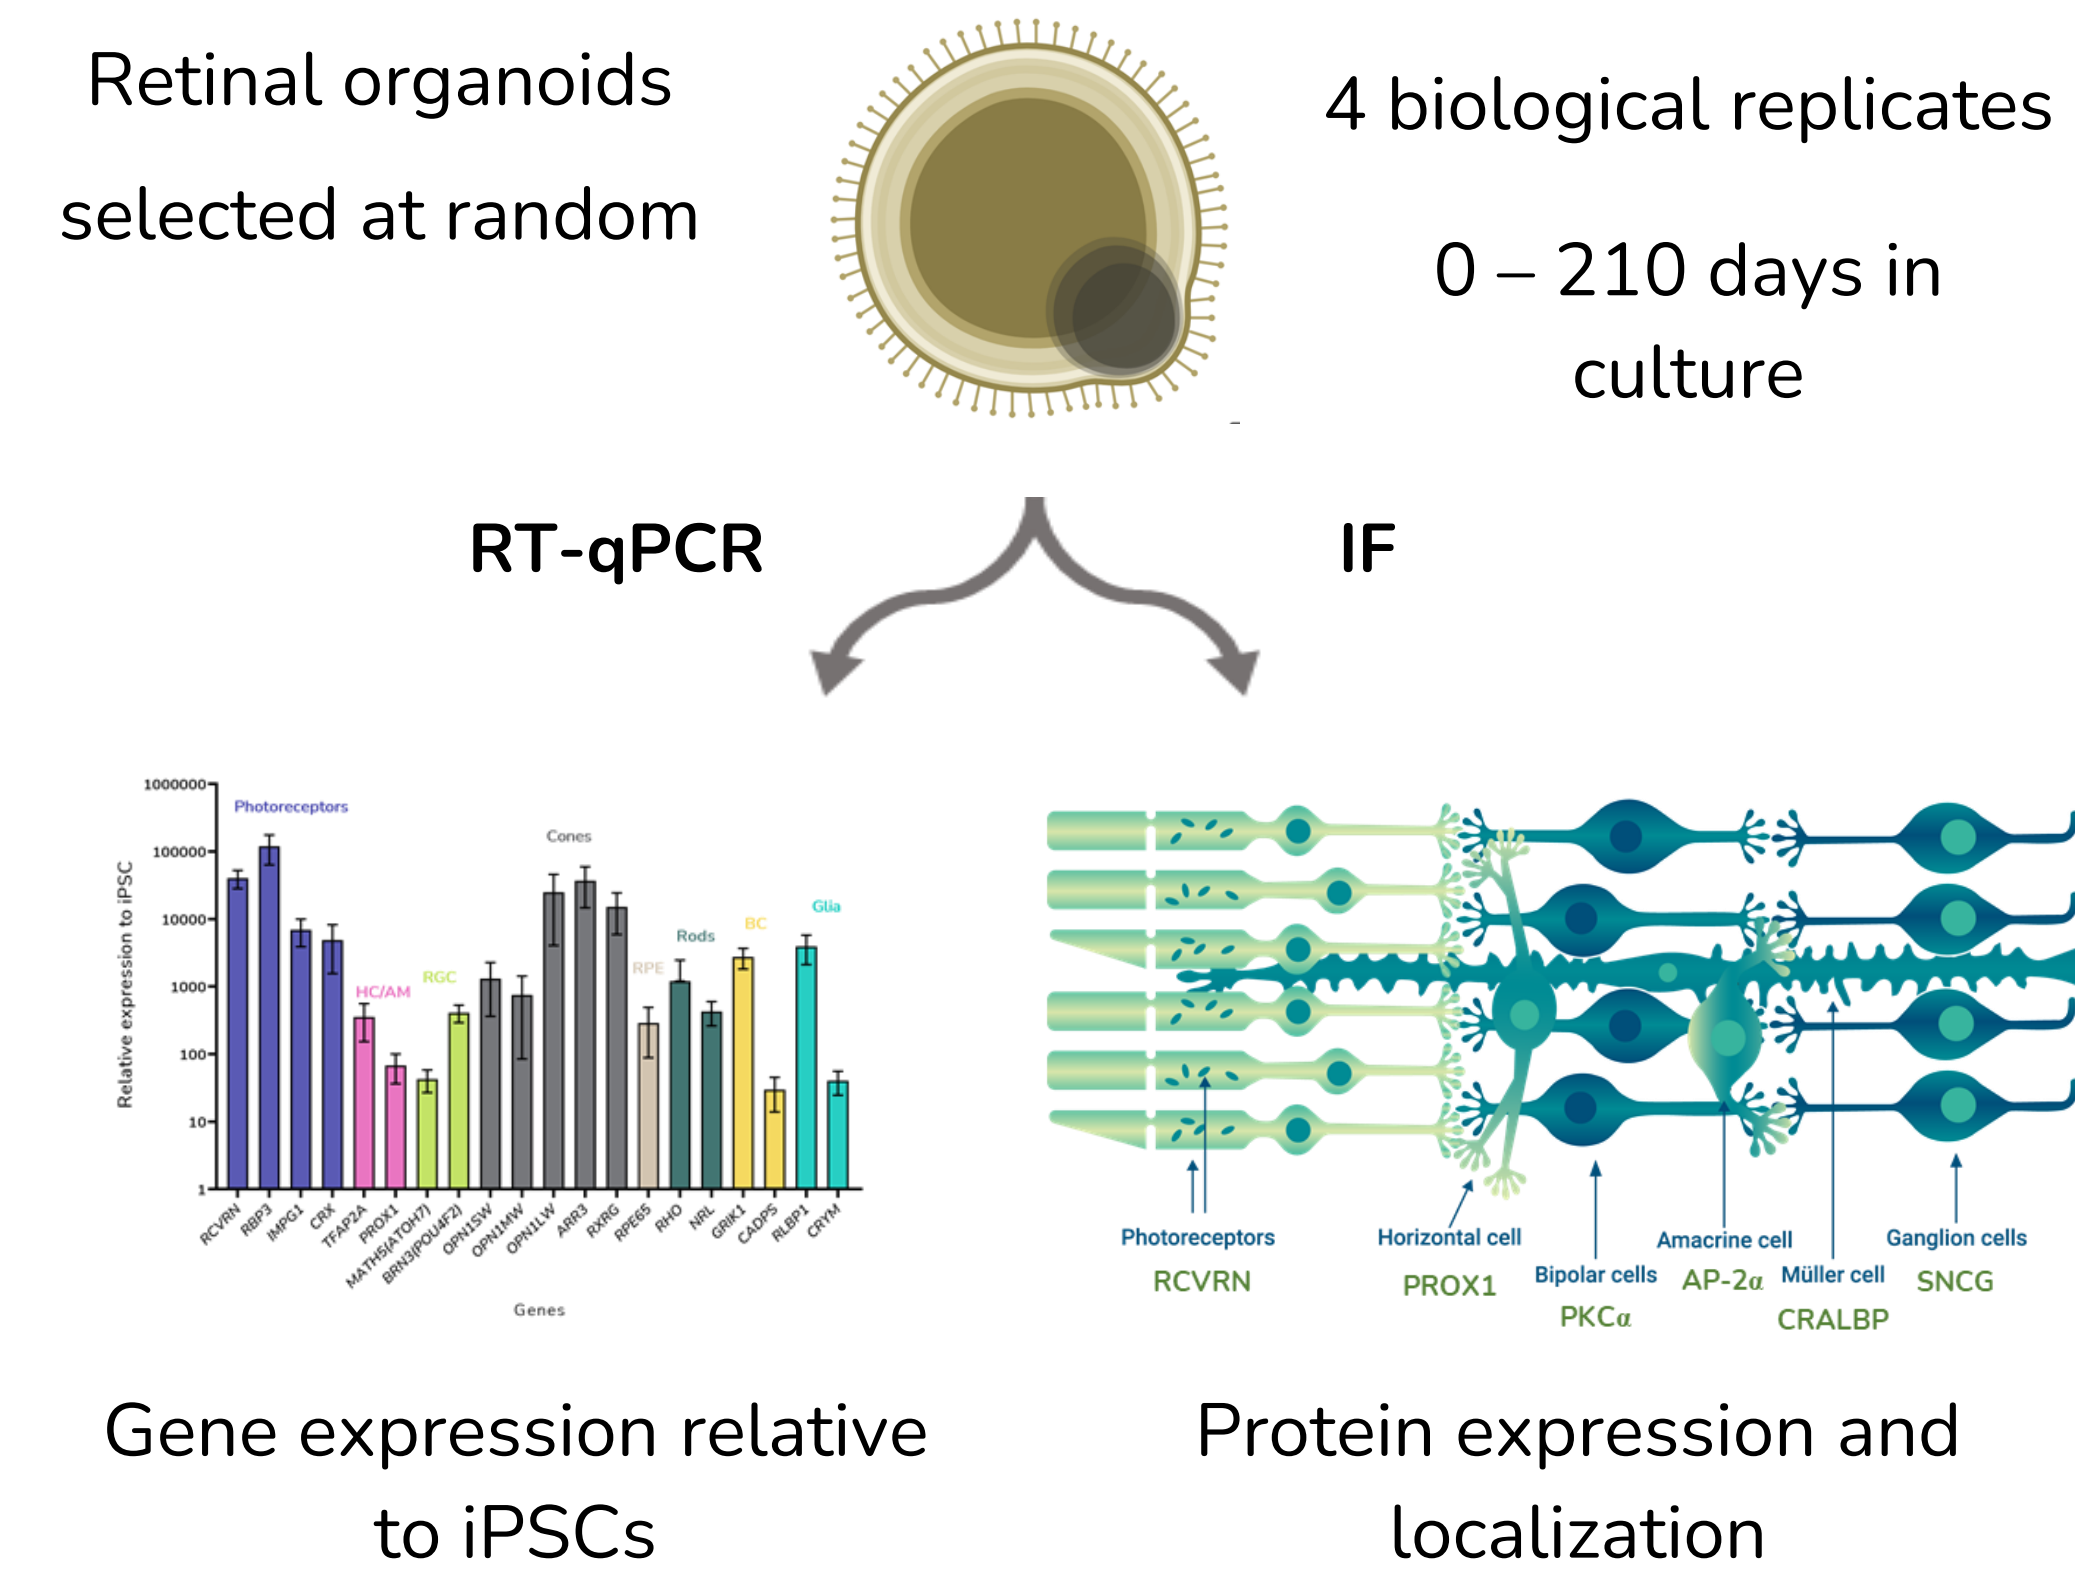 Retinal organoids
selected at random
4 biological replicates
0 – 210 days in
culture
RT-qPCR
IF
1000000
100000
10000
1000
100
10
1
Relative expression to iPSC
Photoreceptors
HC/AM
RGC
Cones
RPE
Rods
BC
Glia
RCVRN
RBP3
IMPG1
CRX
TFAP2A
PROX1
MATH5(ATOH7)
BRN3(POU4F2)
OPN1SW
OPN1MW
OPN1LW
ARR3
RXRG
RPE65
RHO
NRL
GRIK1
CADPS
RLBP1
CRYM
Genes
Photoreceptors
RCVRN
Horizontal cell
PROX1
Bipolar cells
PKCα
Amacrine cell
AP-2α
Müller cell
CRALBP
Ganglion cells
SNCG
Gene expression relative
to iPSCs
Protein expression and
localization